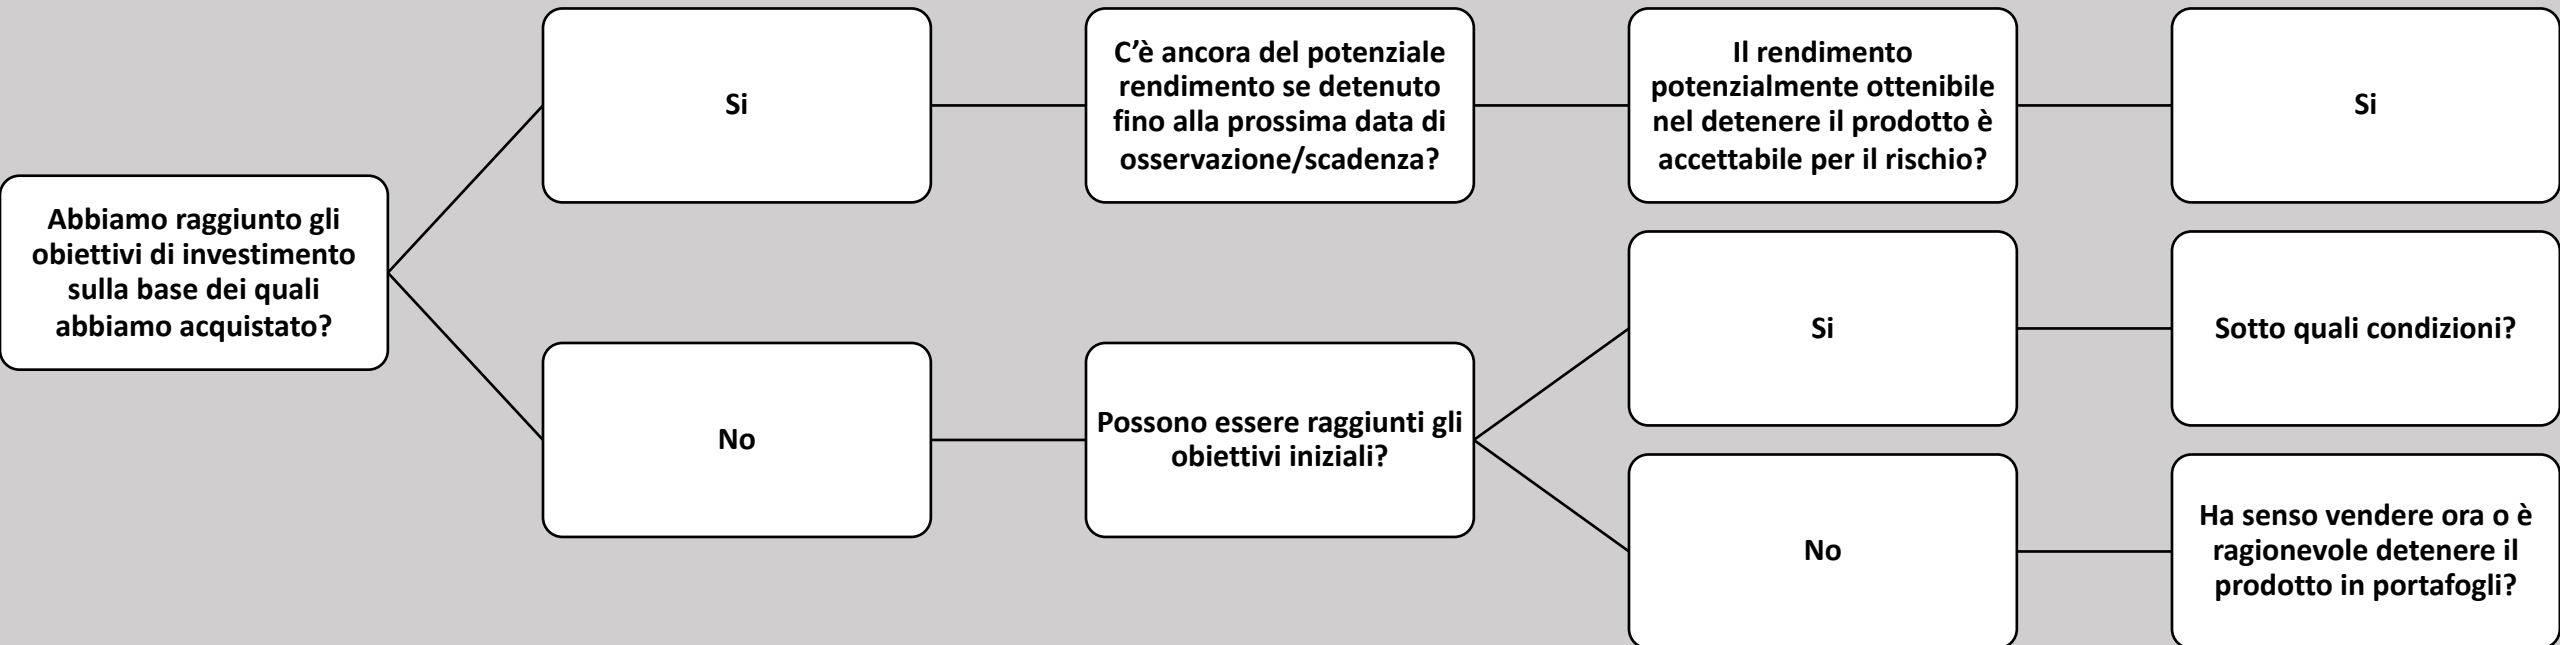 Abbiamo raggiunto gli
obiettivi di investimento
sulla base dei quali
abbiamo acquistato?
Si
C'è ancora del potenziale
rendimento se detenuto
fino alla prossima data di
osservazione/scadenza?
Il rendimento
potenzialmente ottenibile
nel detenere il prodotto è
accettabile per il rischio?
Si
No
Possono essere raggiunti gli
obiettivi iniziali?
Si
Sotto quali condizioni?
No
Ha senso vendere ora o è
ragionevole detenere il
prodotto in portafogli?